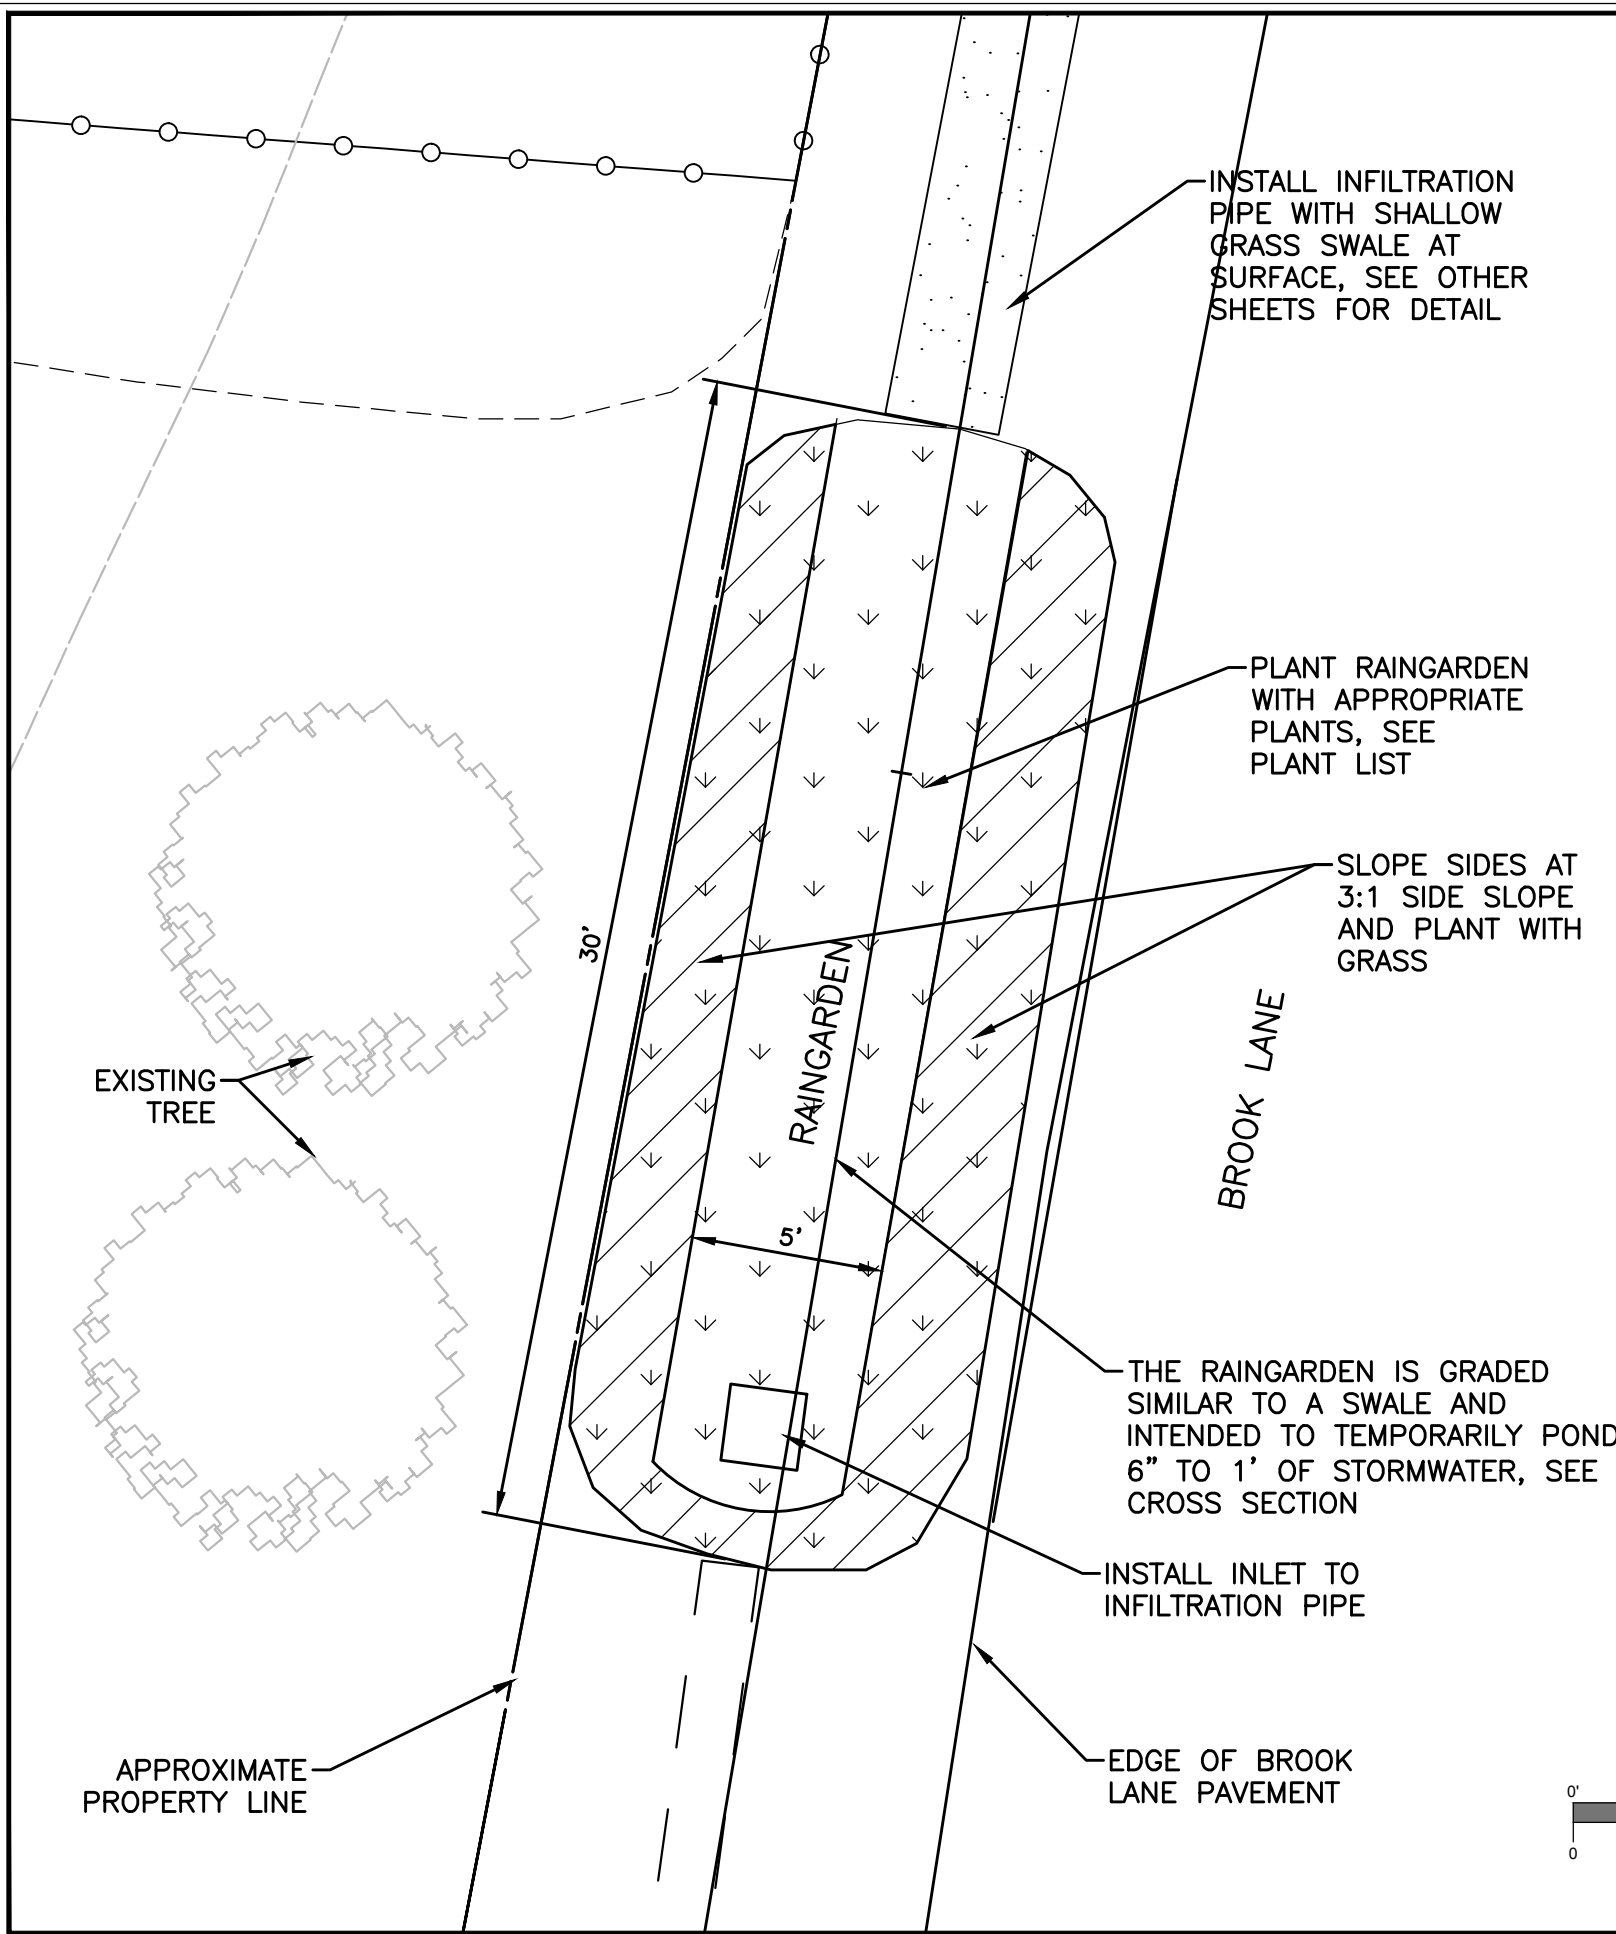 INSTALL INFILTRATION
PIPE WITH SHALLOW
GRASS SWALE AT
SURFACE, SEE OTHER
SHEETS FOR DETAIL
PLANT RAINGARDEN
WITH APPROPRIATE
PLANTS, SEE
PLANT LIST
SLOPE SIDES AT
3:1 SIDE SLOPE
AND PLANT WITH
GRASS
30'
RAINGARDEN
BROOK LANE
EXISTING
TREE
5'
THE RAINGARDEN IS GRADED
SIMILAR TO A SWALE AND
INTENDED TO TEMPORARILY POND
6" TO 1' OF STORMWATER, SEE
CROSS SECTION
INSTALL INLET TO
INFILTRATION PIPE
APPROXIMATE
PROPERTY LINE
EDGE OF BROOK
LANE PAVEMENT
0'
0